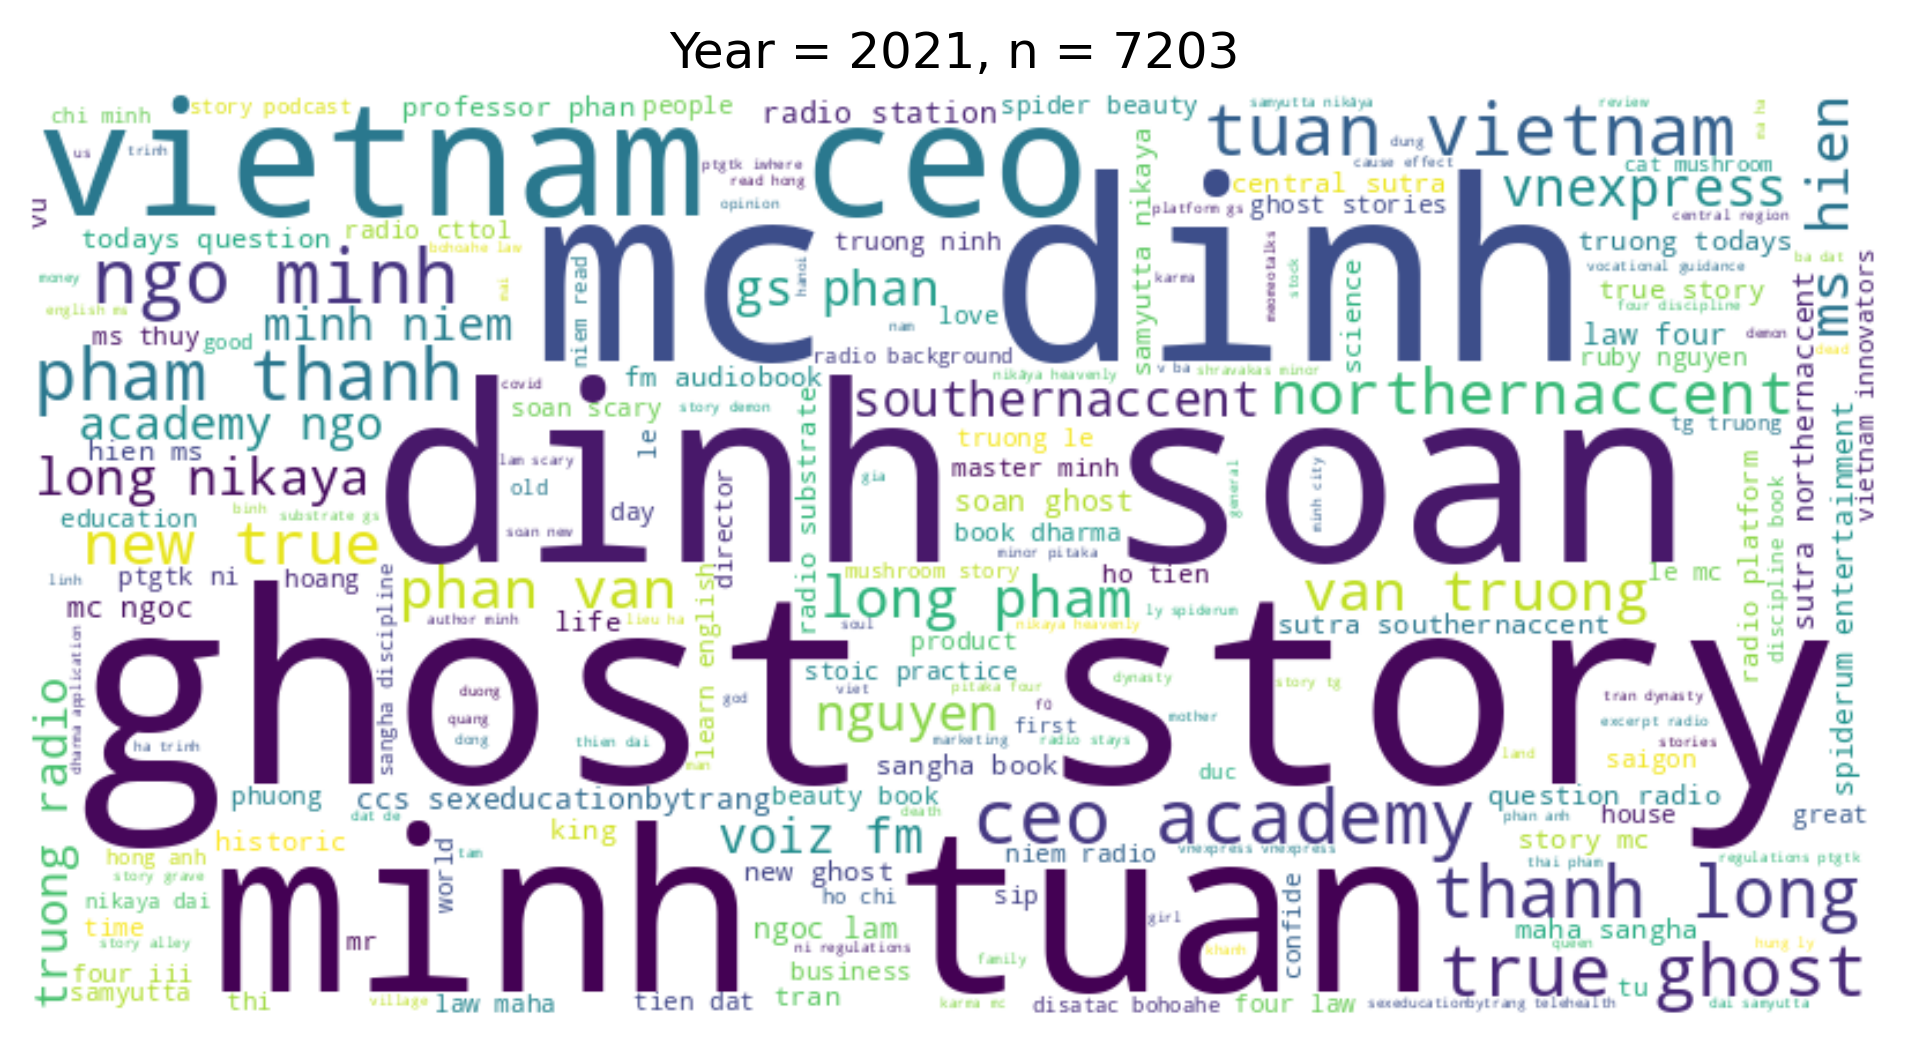 Year = 2021, n = 7203
chi minh
story podcast
professor phan
people
radio station
spider beauty
samyutta nikāya
review
ma ha
us
trinh
vietnam ceo
tuan vietnam
dung
cause effect
cat mushroom
ms hien
ptgtk iwhere
read hong
opinion
samyutta nikaya
central sutra
vnexpress
vu
platform gs
ghost stories
central region
todays question
radio cttol
bohoahe law
mc dinh
truong ninh
truong todays
ngo minh
niem read
hanoi
gs phan
karma
meomeotalks
stock
vocational guidance
ba dat
money
mai
true story
english ms
minh niem
love
science
four discipline
ms thuy
good
nam
law four
demon
vietnam innovators
radio background
ruby nguyen
dead
pham thanh
covid
fm audiobook
nikāya heavenly
v ba
shravakas minor
southernaccent
northernaccent
academy ngo
soan scary
story demon
radio substrate
truong le
tg truong
sutra northernaccent
hien ms
le
dinh soan
lam scary
master minh
long nikaya
old
gia
general
minh city
soan ghost
education
binh
substrate gs
day
director
book dharma
radio platform
discipline book
spiderum entertainment
new true
soan new
minor pitaka
linh
ptgtk ni
hoang
phan van
mushroom story
ho tien
van truong
le mc
mc ngoc
long pham
ly spiderum
author minh
life
lieu ha
soul
nikaya heavenly
sutra southernaccent
dharma application
sangha discipline
learn english
product
ghost story
stoic practice
duong
god
viet
pitaka four
dynasty
story tg
tran dynasty
quang
nguyen
fo
first
mother
excerpt radio
ha trinh
dong
thien dai
marketing
radio stays
stories
truong radio
man
sangha book
duc
land
saigon
phuong
ccs sexeducationbytrang
beauty book
question radio
dat de
death
ceo academy
phan anh
house
great
historic
king
voiz fm
story mc
hong anh
world
tam
niem radio
vnexpress vnexpress
thai pham
regulations ptgtk
story grave
new ghost
minh tuan
thanh long
nikaya dai
ho chi
sip
confide
time
mr
ngoc lam
girl
maha sangha
story alley
ni regulations
khanh
queen
hung ly
four iii
business
family
true ghost
samyutta
thi
village
law maha
tien dat
tran
karma mc
disatac bohoahe
four law
sexeducationbytrang telehealth
tu
dai samyutta